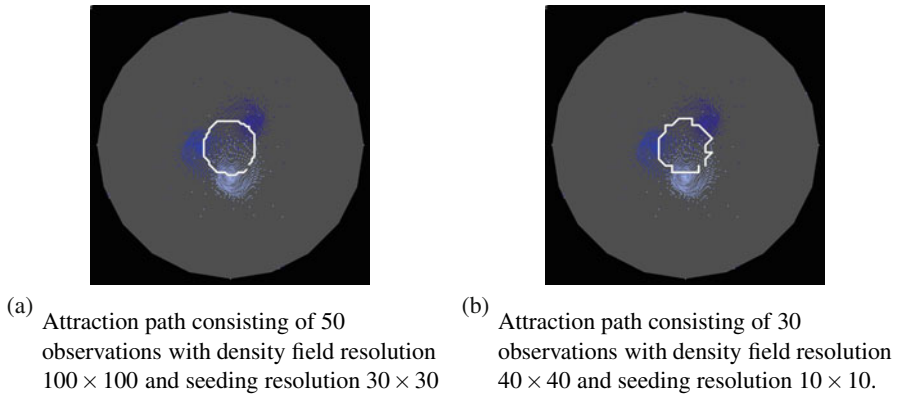 (a) Attraction path consisting of 50
observations with density field resolution
100 × 100 and seeding resolution 30 × 30
(b) Attraction path consisting of 30
observations with density field resolution
40 × 40 and seeding resolution 10 × 10.